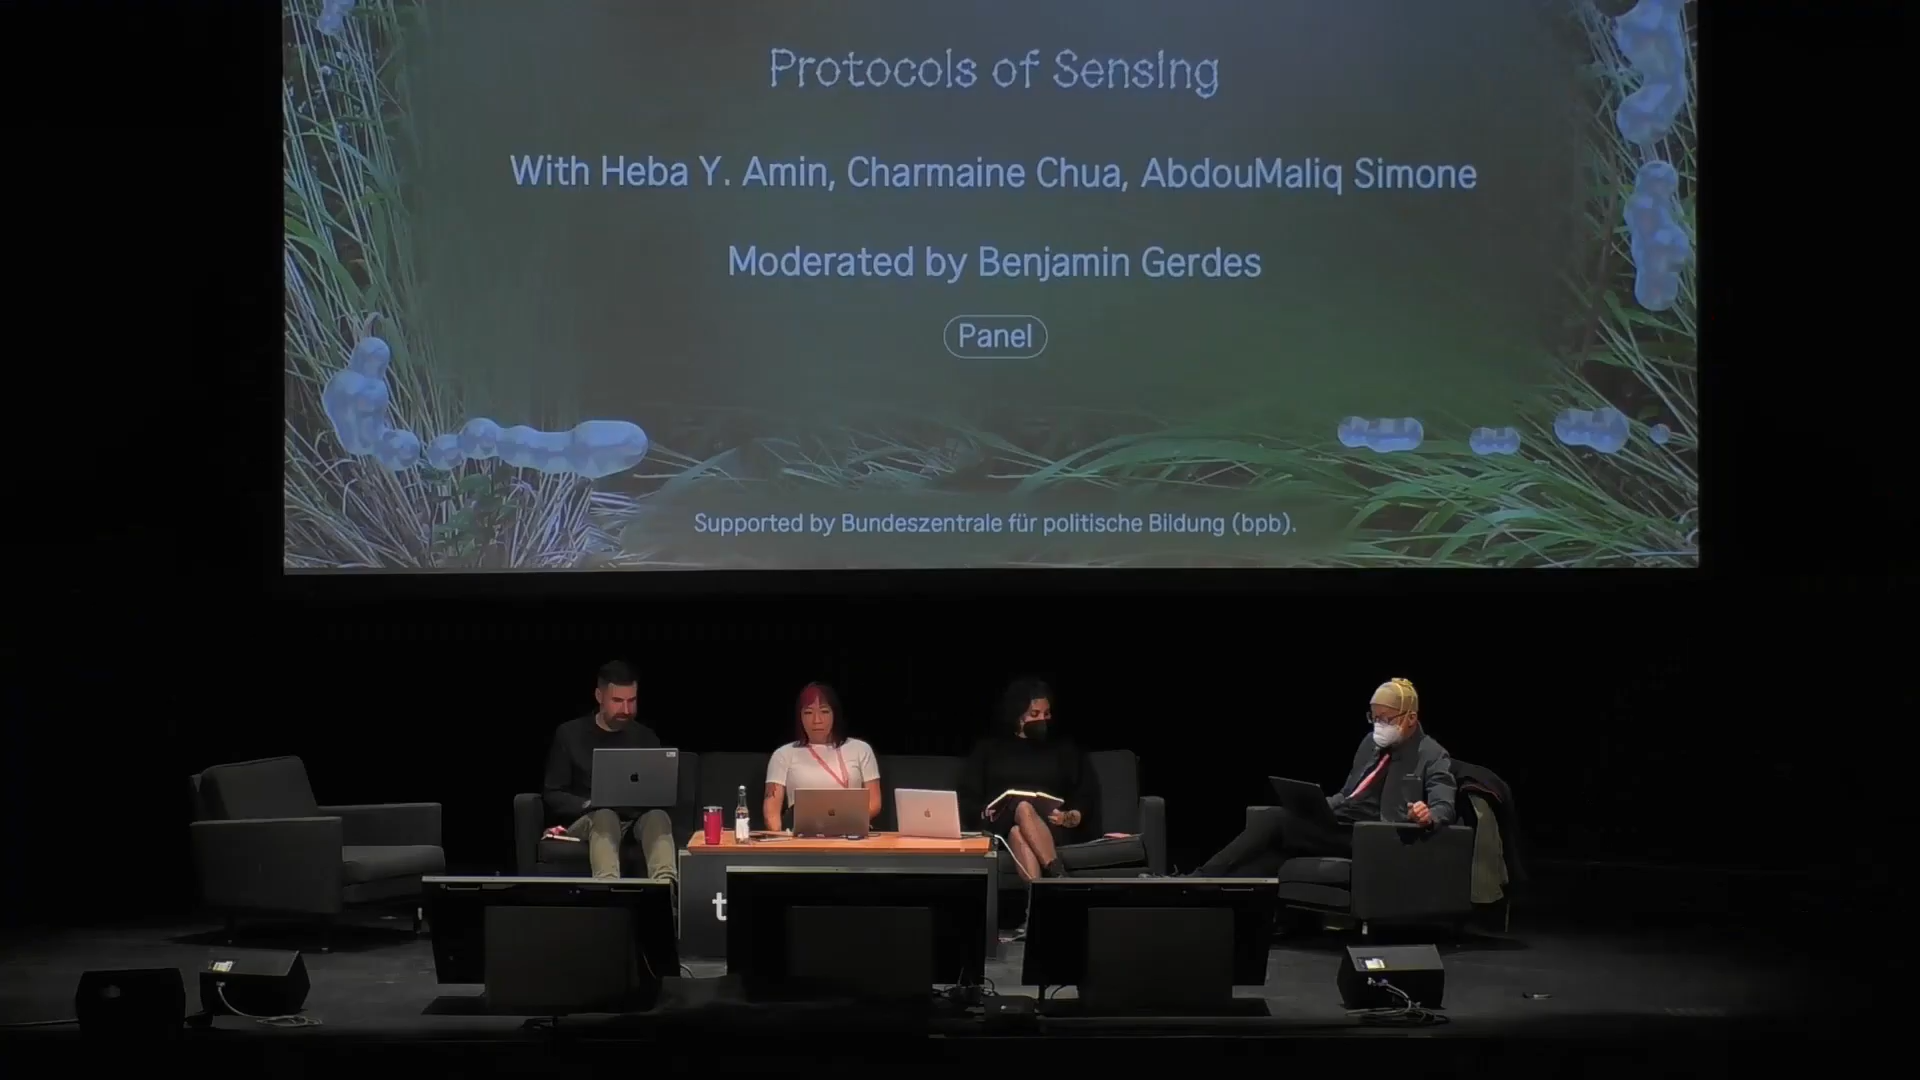 Protocols of Sensing
With Heba Y. Amin, Charmaine Chua, AbdouMaliq Simone
Moderated by Benjamin Gerdes
Panel
Supported by Bundeszentrale für politische Bildung (bpb).
t